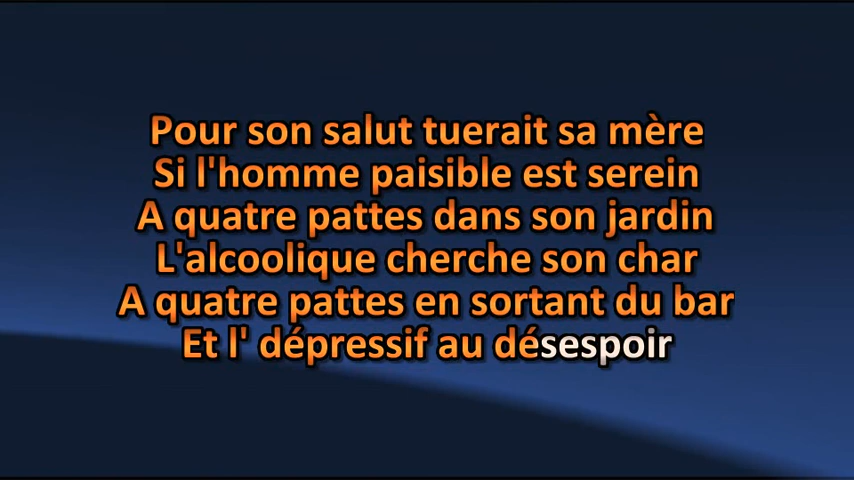 Pour son salut tuerait sa mère
Si l'homme paisible est serein
A quatre pattes dans son jardin
L'alcoolique cherche son char
A quatre pattes en sortant du bar
Et l' dépressif au désespoir